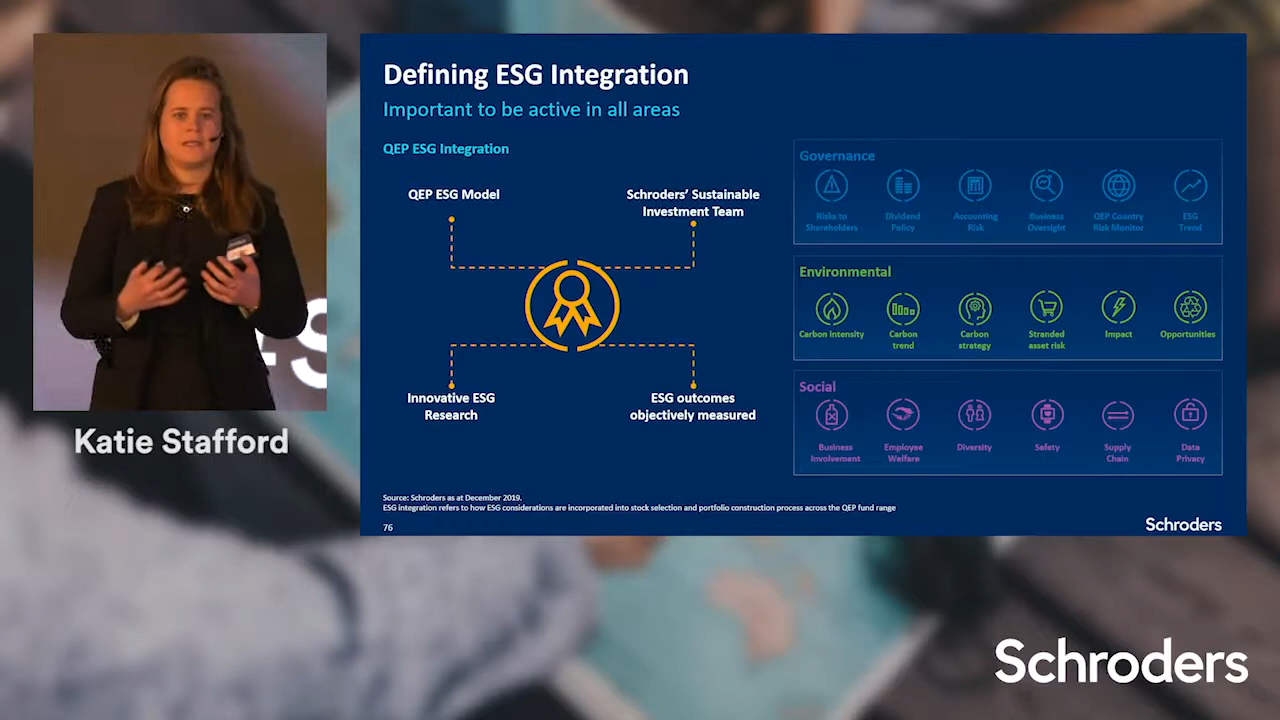 Katie Stafford
Defining ESG Integration
Important to be active in all areas
QEP ESG Integration
QEP ESG Model
Schroders’ Sustainable
Investment Team
Innovative ESG
Research
ESG outcomes
objectively measured
Governance
Risks to
Shareholders
Dividend
Policy
Accounting
Risk
Business
Oversight
QEP Country
Risk Monitor
ESG
Trend
Environmental
Carbon Intensity
Carbon
trend
Carbon
strategy
Stranded
asset risk
Impact
Opportunities
Social
Business
Involvement
Employee
Welfare
Diversity
Safety
Supply
Chain
Data
Privacy
Source: Schroders as at December 2019.
ESG integration refers to how ESG considerations are incorporated into stock selection and portfolio construction process across the QEP fund range
76
Schroders
Schroders